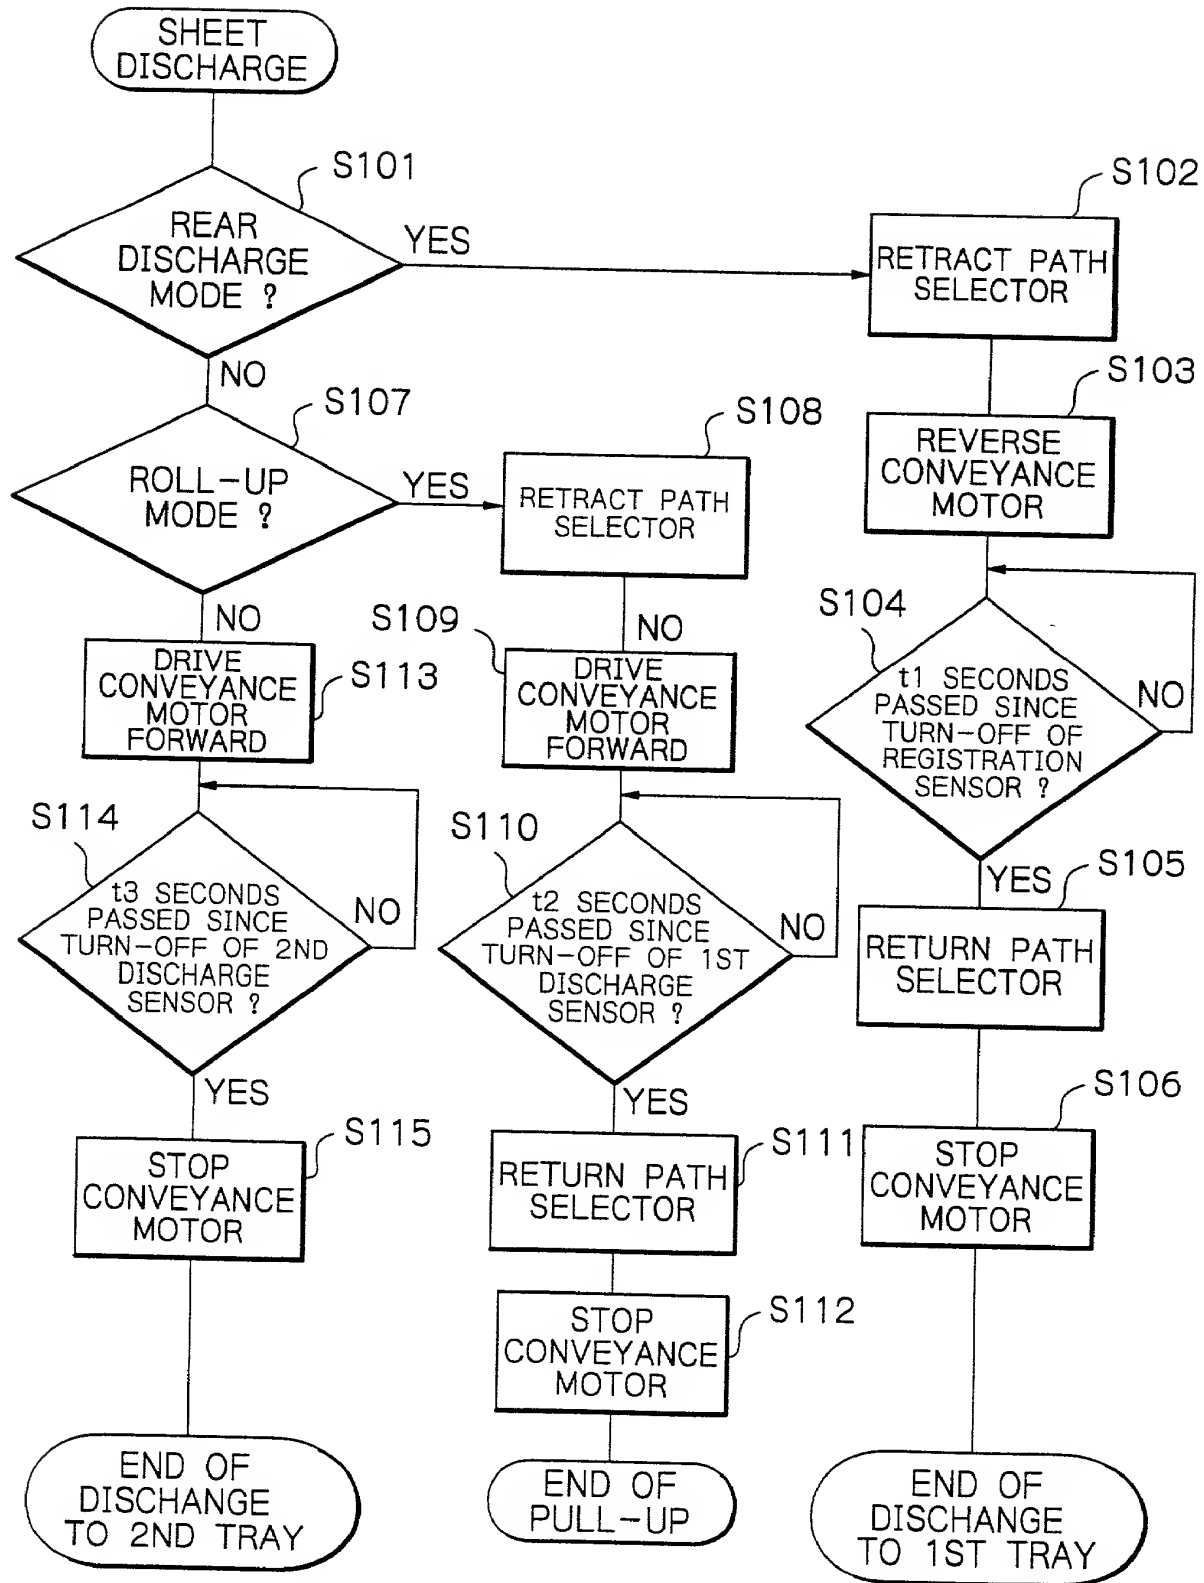 SHEET
DISCHARGE
S101
REAR
DISCHARGE
MODE ?
YES
NO
S102
RETRACT PATH
SELECTOR
S103
REVERSE
CONVEYANCE
MOTOR
S104
t1 SECONDS
PASSED SINCE
TURN-OFF OF
REGISTRATION
SENSOR ?
NO
YES
S105
RETURN PATH
SELECTOR
S106
STOP
CONVEYANCE
MOTOR
END OF
DISCHANGE
TO 1ST TRAY
S107
ROLL-UP
MODE ?
YES
NO
S108
RETRACT PATH
SELECTOR
NO
S109
DRIVE
CONVEYANCE
MOTOR
FORWARD
S110
t2 SECONDS
PASSED SINCE
TURN-OFF OF 1ST
DISCHARGE
SENSOR ?
NO
YES
S111
RETURN PATH
SELECTOR
S112
STOP
CONVEYANCE
MOTOR
END OF
PULL-UP
S113
DRIVE
CONVEYANCE
MOTOR
FORWARD
S114
t3 SECONDS
PASSED SINCE
TURN-OFF OF 2ND
DISCHARGE
SENSOR ?
NO
YES
S115
STOP
CONVEYANCE
MOTOR
END OF
DISCHANGE
TO 2ND TRAY